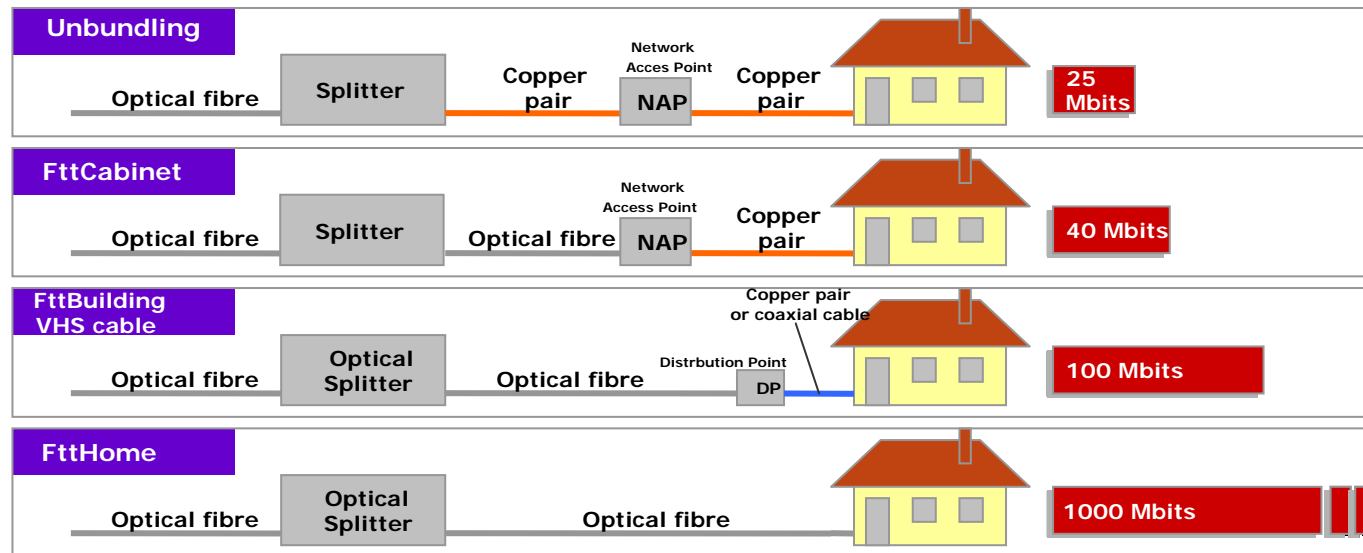 Unbundling
Optical fibre
Splitter
Copper
pair
Network
Acces Point
NAP
Copper
pair
25
Mbits
FttCabinet
Optical fibre
Splitter
Optical fibre
Network
Access Point
NAP
Copper
pair
40 Mbits
FttBuilding
VHS cable
Optical fibre
Optical
Splitter
Optical fibre
Distrbution Point
DP
Copper pair
or coaxial cable
100 Mbits
FttHome
Optical fibre
Optical
Splitter
Optical fibre
1000 Mbits